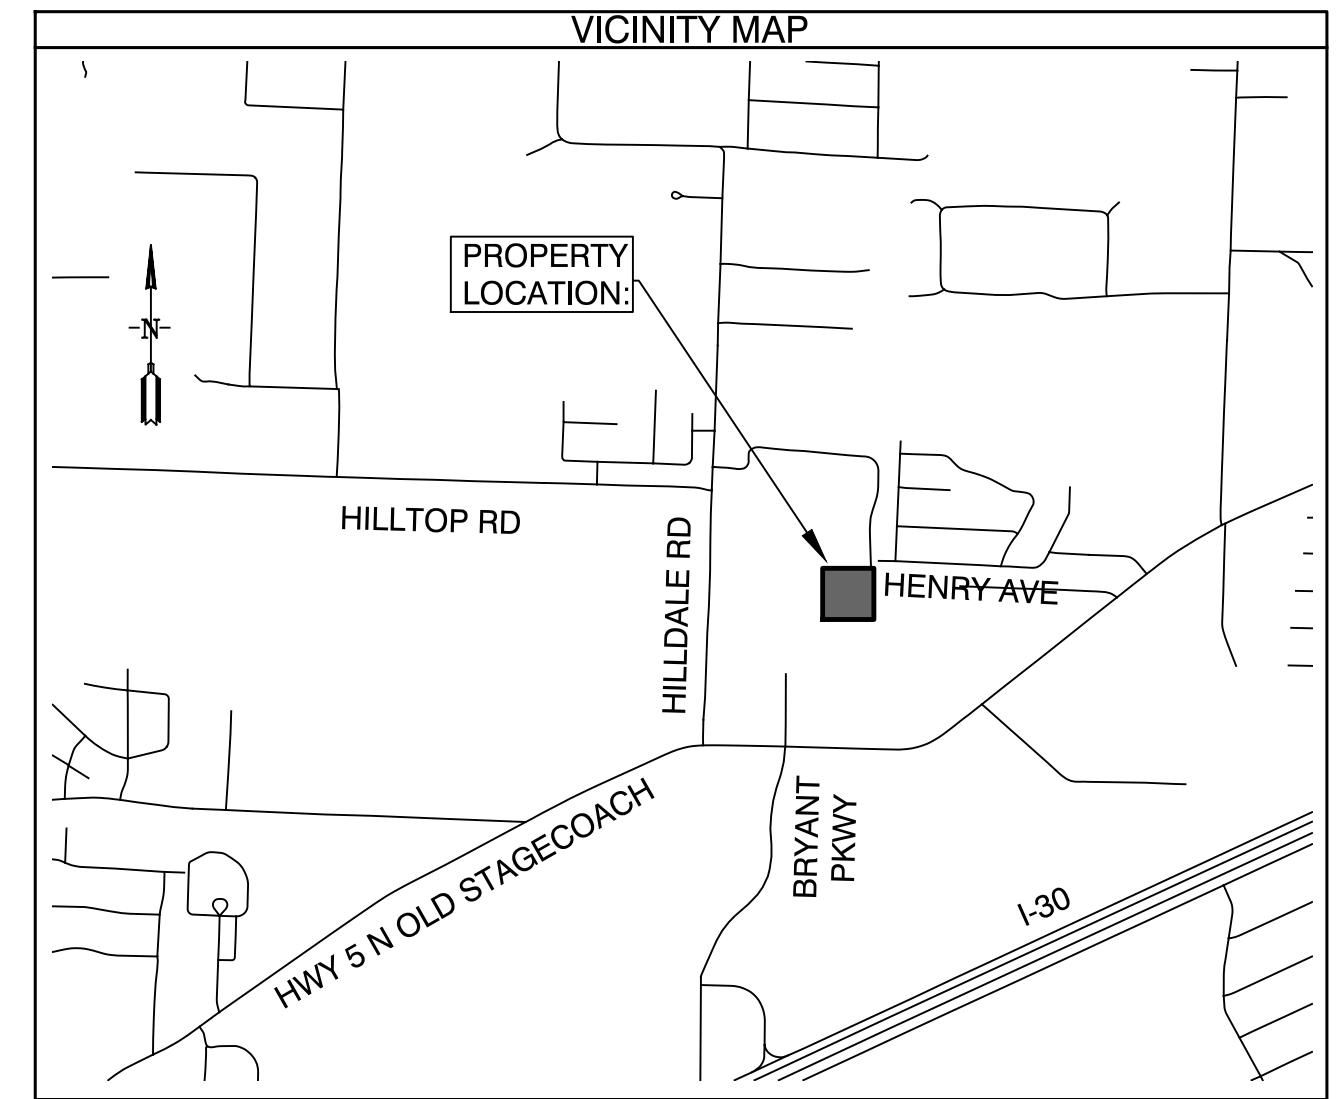 VICINITY MAP
PROPERTY
LOCATION:
-N-
HILLTOP RD
HILLDALE RD
HENRY AVE
BRYANT
PKWY
HWY 5 N OLD STAGECOACH
I-30